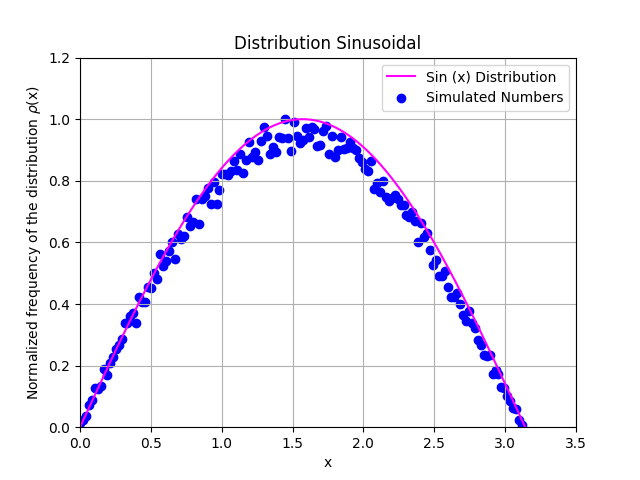 Distribution Sinusoidal
Normalized frequency of the distribution ρ(x)
1.2
1.0
0.8
0.6
0.4
0.2
0.0
Sin (x) Distribution
Simulated Numbers
0.0 0.5 1.0 1.5 2.0 2.5 3.0 3.5
x